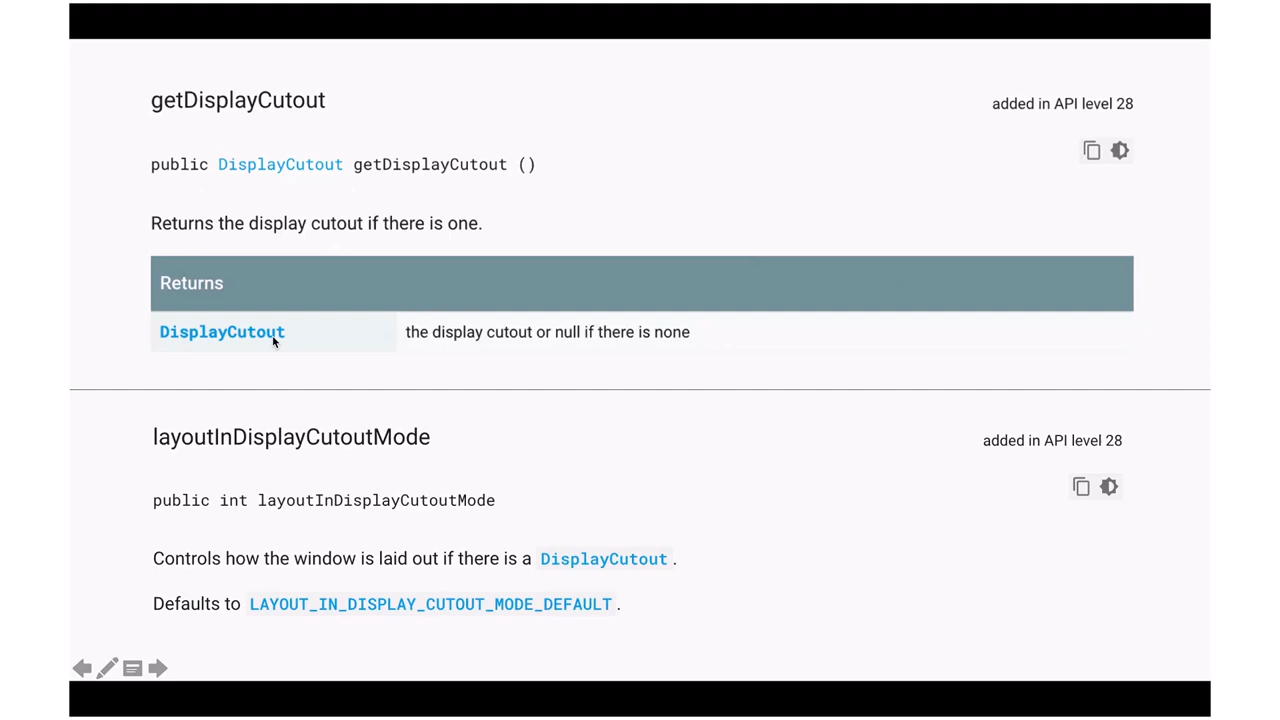 getDisplayCutout
added in API level 28
public DisplayCutout getDisplayCutout ()
Returns the display cutout if there is one.
Returns
DisplayCutout the display cutout or null if there is none
layoutInDisplayCutoutMode
added in API level 28
public int layoutInDisplayCutoutMode
Controls how the window is laid out if there is a DisplayCutout.
Defaults to LAYOUT_IN_DISPLAY_CUTOUT_MODE_DEFAULT.